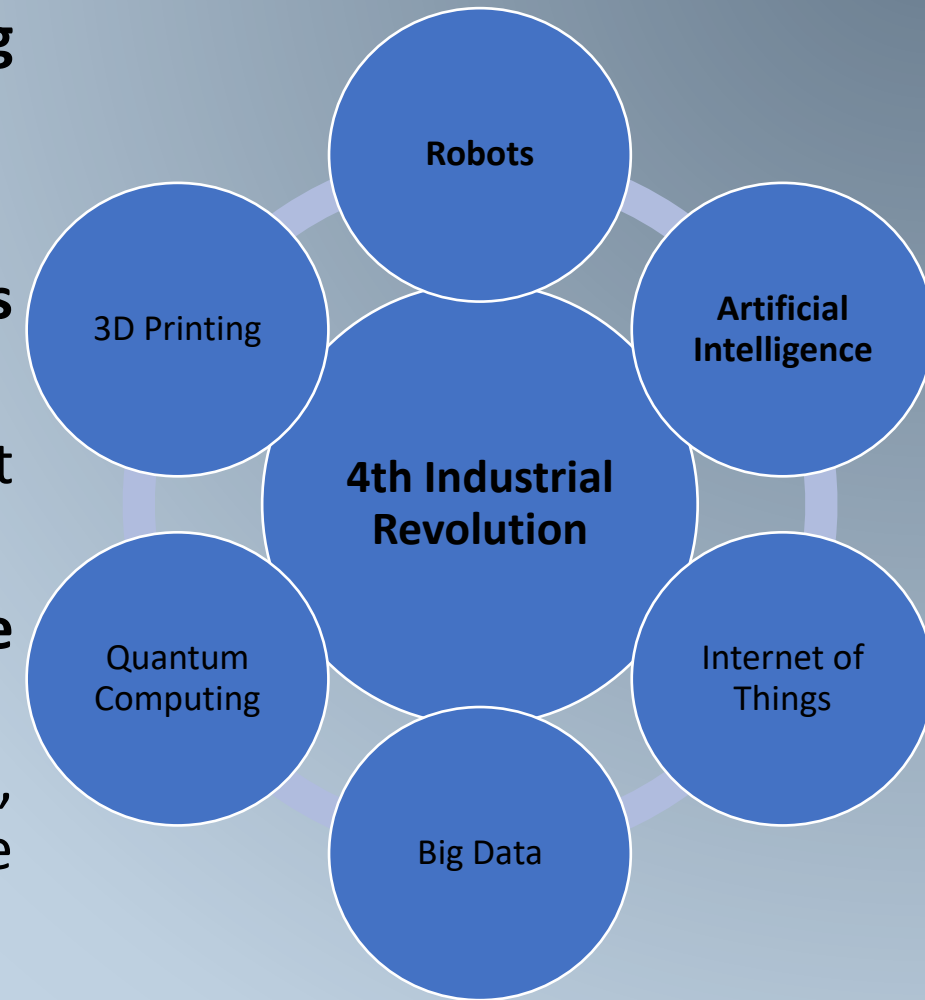 Robots
Artificial
Intelligence
3D Printing
4th Industrial
Revolution
Quantum
Computing
Internet of
Things
Big Data